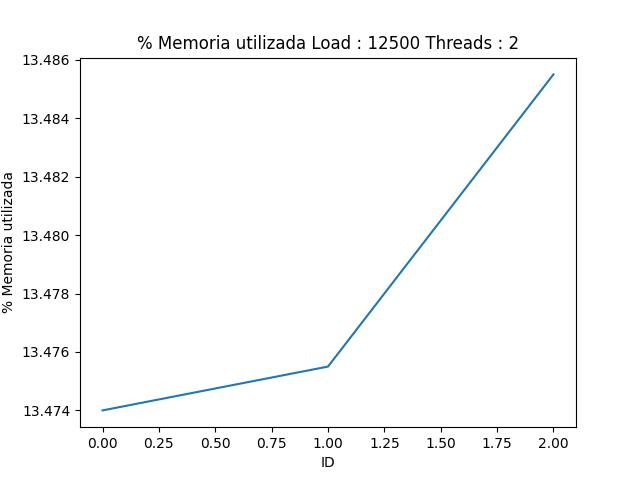 % Memoria utilizada Load : 12500 Threads : 2
% Memoria utilizada
13.486
13.484
13.482
13.480
13.478
13.476
13.474
0.00 0.25 0.50 0.75 1.00 1.25 1.50 1.75 2.00
ID